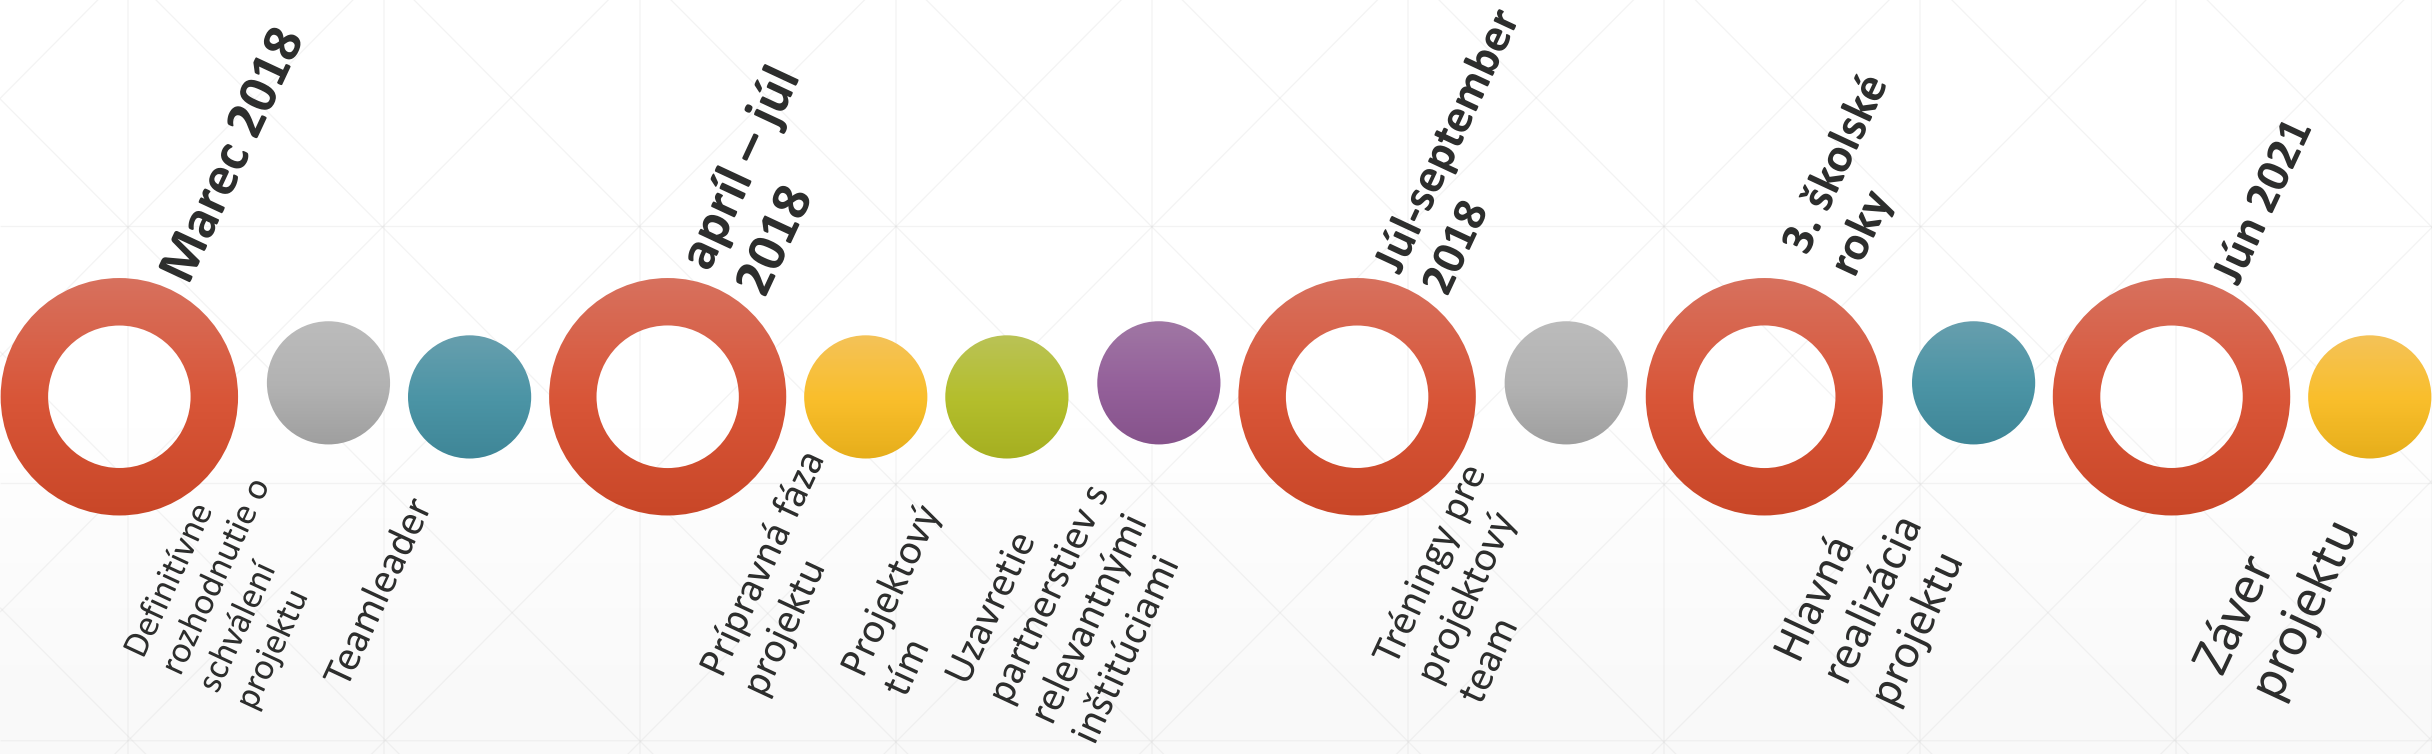 Marec 2018
Definitívne
rozhodnutie o
schválení
projektu
Teamleader
apríl – júl
2018
Prípravná fáza
projektu
Projektový
tím
Uzavretie
partnerstiev s
relevantnými
inštitúciami
Júl-september
2018
Tréningy pre
projektový
team
3. školské
roky
Hlavná
realizácia
projektu
Jún 2021
Záver
projektu